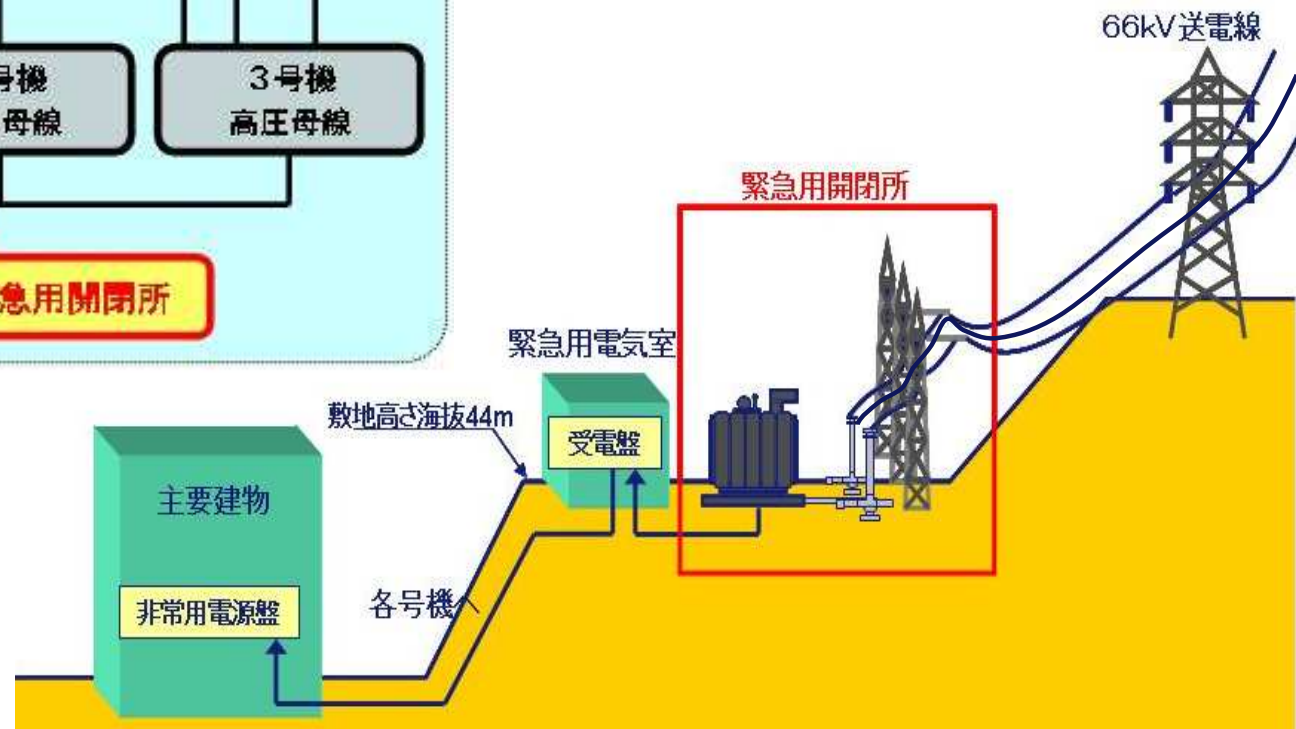 号機
母線
3号機
高圧母線
急用開閉所
66kV送電線
緊急用開閉所
緊急用電気室
敷地高さ海抜44m
受電盤
主要建物
各号機へ
非常用電源盤